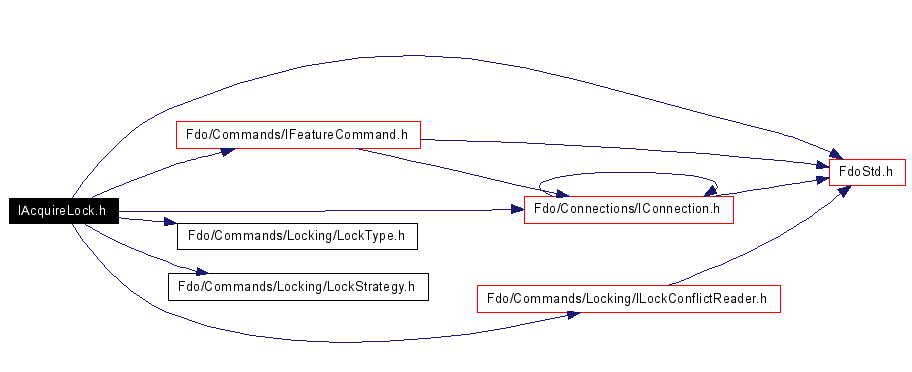 Fdo/Commands/IFeatureCommand.h
FdoStd.h
IAcquireLock.h
Fdo/Connections/IConnection.h
Fdo/Commands/Locking/LockType.h
Fdo/Commands/Locking/LockStrategy.h
Fdo/Commands/Locking/ILockConflictReader.h